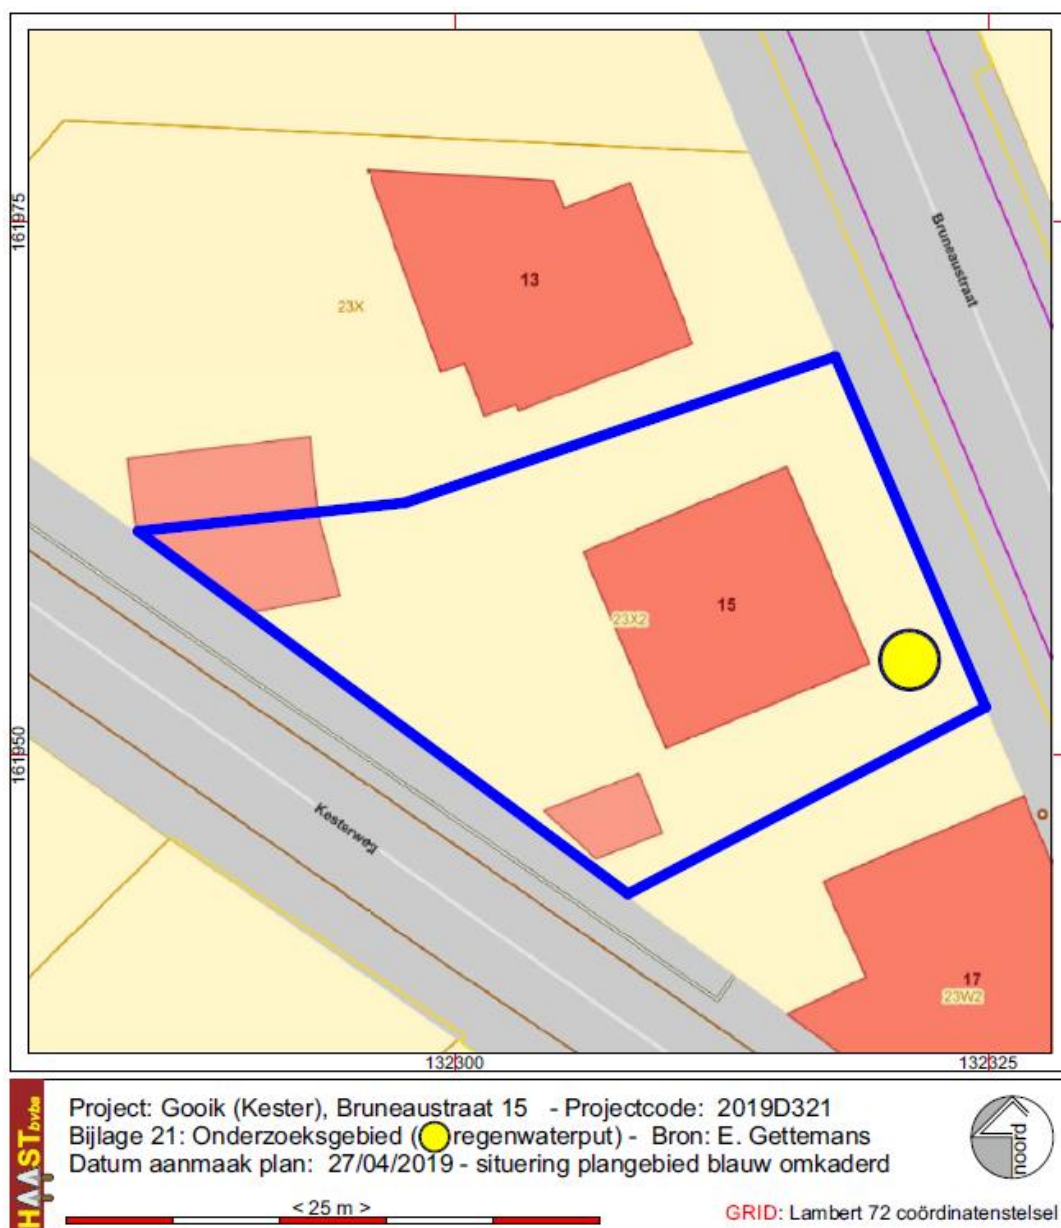 161975
Bruneaustraat
13
23X
15
23X2
161950
Kesterweg
17
23W2
132300
132325
HAAST bvba
Project: Gooik (Kester), Bruneaustraat 15 - Projectcode: 2019D321
Bijlage 21: Onderzoeksgebied ( regenwaterput) - Bron: E. Gettemans
Datum aanmaak plan: 27/04/2019 - situering plangebied blauw omkaderd
noord
< 25 m >
GRID: Lambert 72 coördinatenstelsel